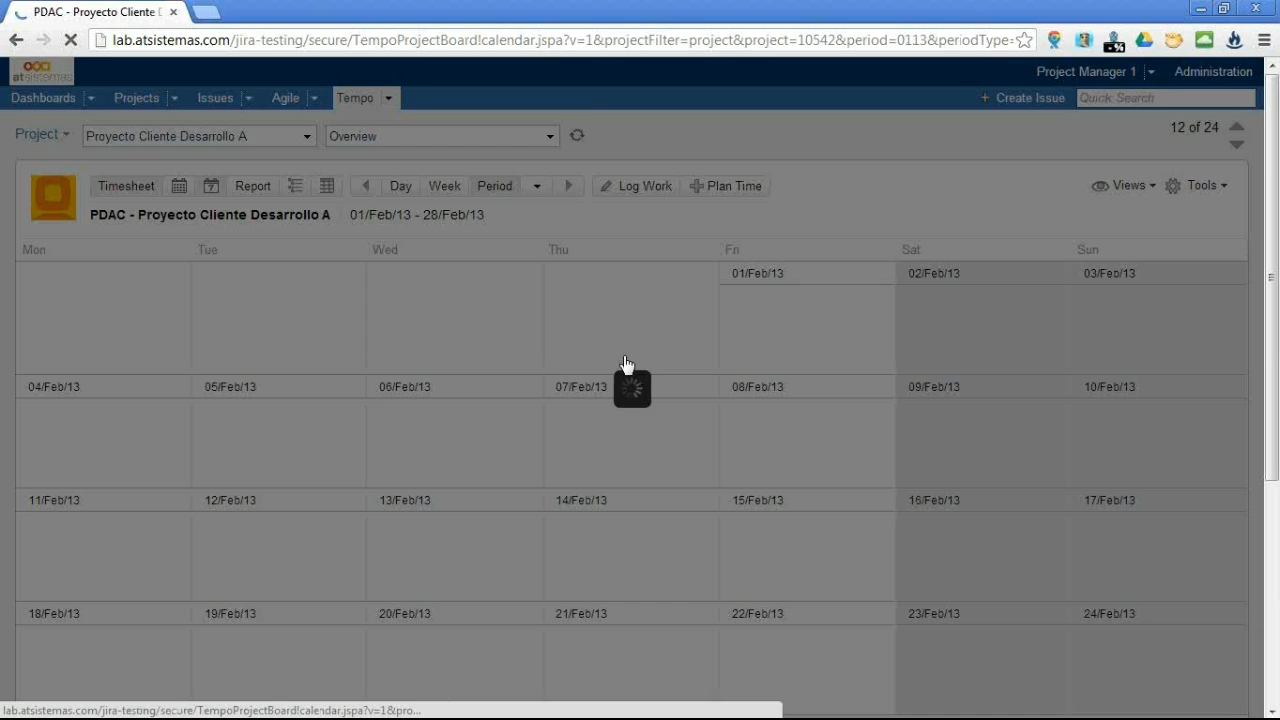 PDAC - Proyecto Cliente D
lab.atsistemas.com/jira-testing/secure/TempoProjectBoard!calendar.jspa?v=1&projectFilter=project&project=10542&period=0113&periodType=
atsistemas
Project Manager 1 Administration
Dashboards Projects Issues Agile Tempo + Create Issue Quick Search
Project Proyecto Cliente Desarrollo A Overview 12 of 24
Timesheet 7 Report Day Week Period Log Work Plan Time Views Tools
PDAC - Proyecto Cliente Desarrollo A 01/Feb/13 - 28/Feb/13
Mon Tue Wed Thu Fri Sat Sun
01/Feb/13 02/Feb/13 03/Feb/13
04/Feb/13 05/Feb/13 06/Feb/13 07/Feb/13 08/Feb/13 09/Feb/13 10/Feb/13
11/Feb/13 12/Feb/13 13/Feb/13 14/Feb/13 15/Feb/13 16/Feb/13 17/Feb/13
18/Feb/13 19/Feb/13 20/Feb/13 21/Feb/13 22/Feb/13 23/Feb/13 24/Feb/13
lab.atsistemas.com/jira-testing/secure/TempoProjectBoard!calendar.jspa?v=1&pro...